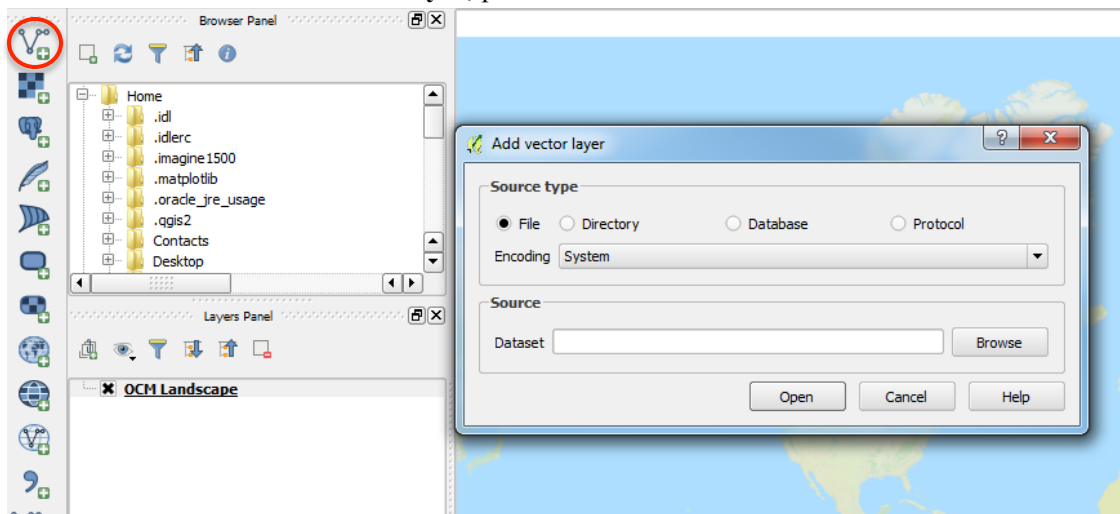 Browser Panel
Home
.idl
.idlerc
.imagine1500
.matplotlib
.oracle_jre_usage
.qgis2
Contacts
Desktop
Layers Panel
OCM Landscape
Add vector layer
Source type
File Directory Database Protocol
Encoding System
Source
Dataset Browse
Open Cancel Help